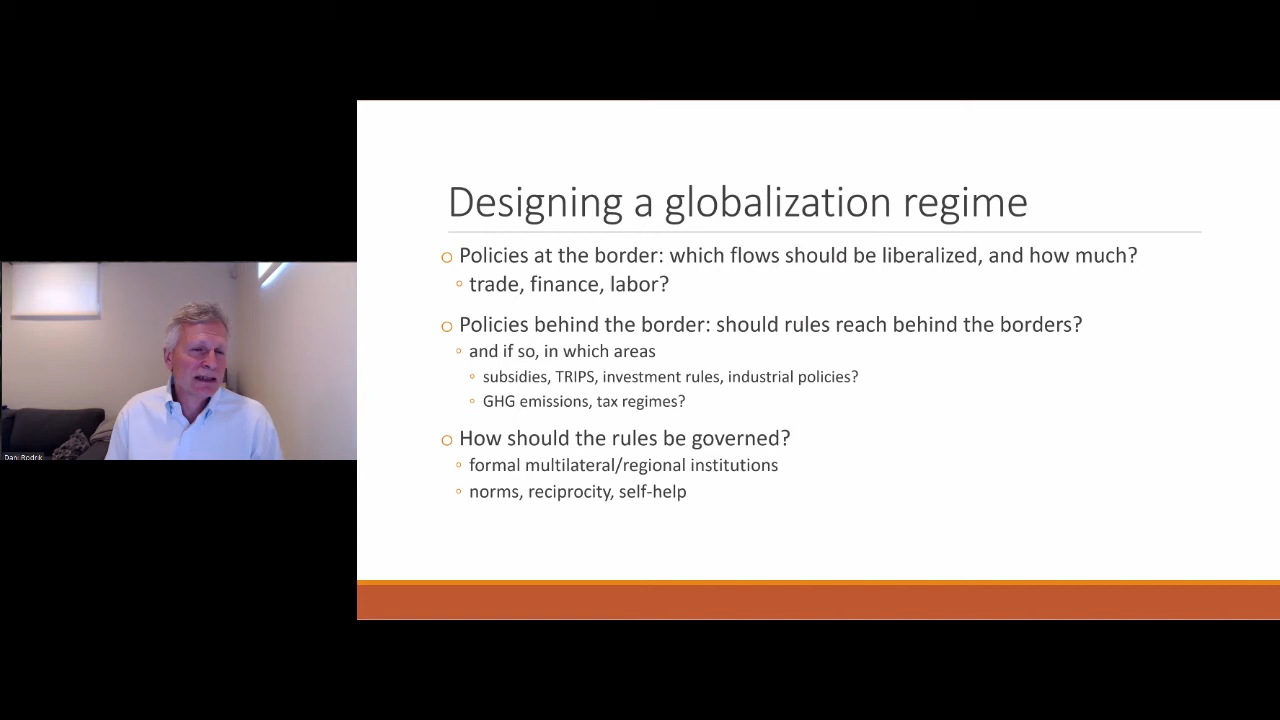 Designing a globalization regime
Policies at the border: which flows should be liberalized, and how much?
trade, finance, labor?
Policies behind the border: should rules reach behind the borders?
and if so, in which areas
subsidies, TRIPS, investment rules, industrial policies?
GHG emissions, tax regimes?
How should the rules be governed?
formal multilateral/regional institutions
norms, reciprocity, self-help
Dani Rodrik